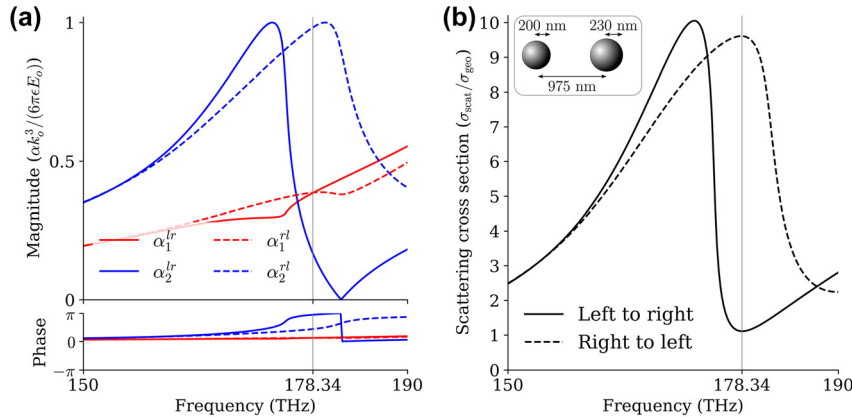 (a)
Magnitude (αk_o^3/(6πϵE_o))
1
0.5
0
α_1^{lr}
α_1^{rl}
α_2^{lr}
α_2^{rl}
Phase
π
0
−π
150
178.34
190
Frequency (THz)
(b)
Scattering cross section (σ_scat/σ_geo)
10
9
8
7
6
5
4
3
2
1
0
200 nm
230 nm
975 nm
Left to right
Right to left
150
178.34
190
Frequency (THz)